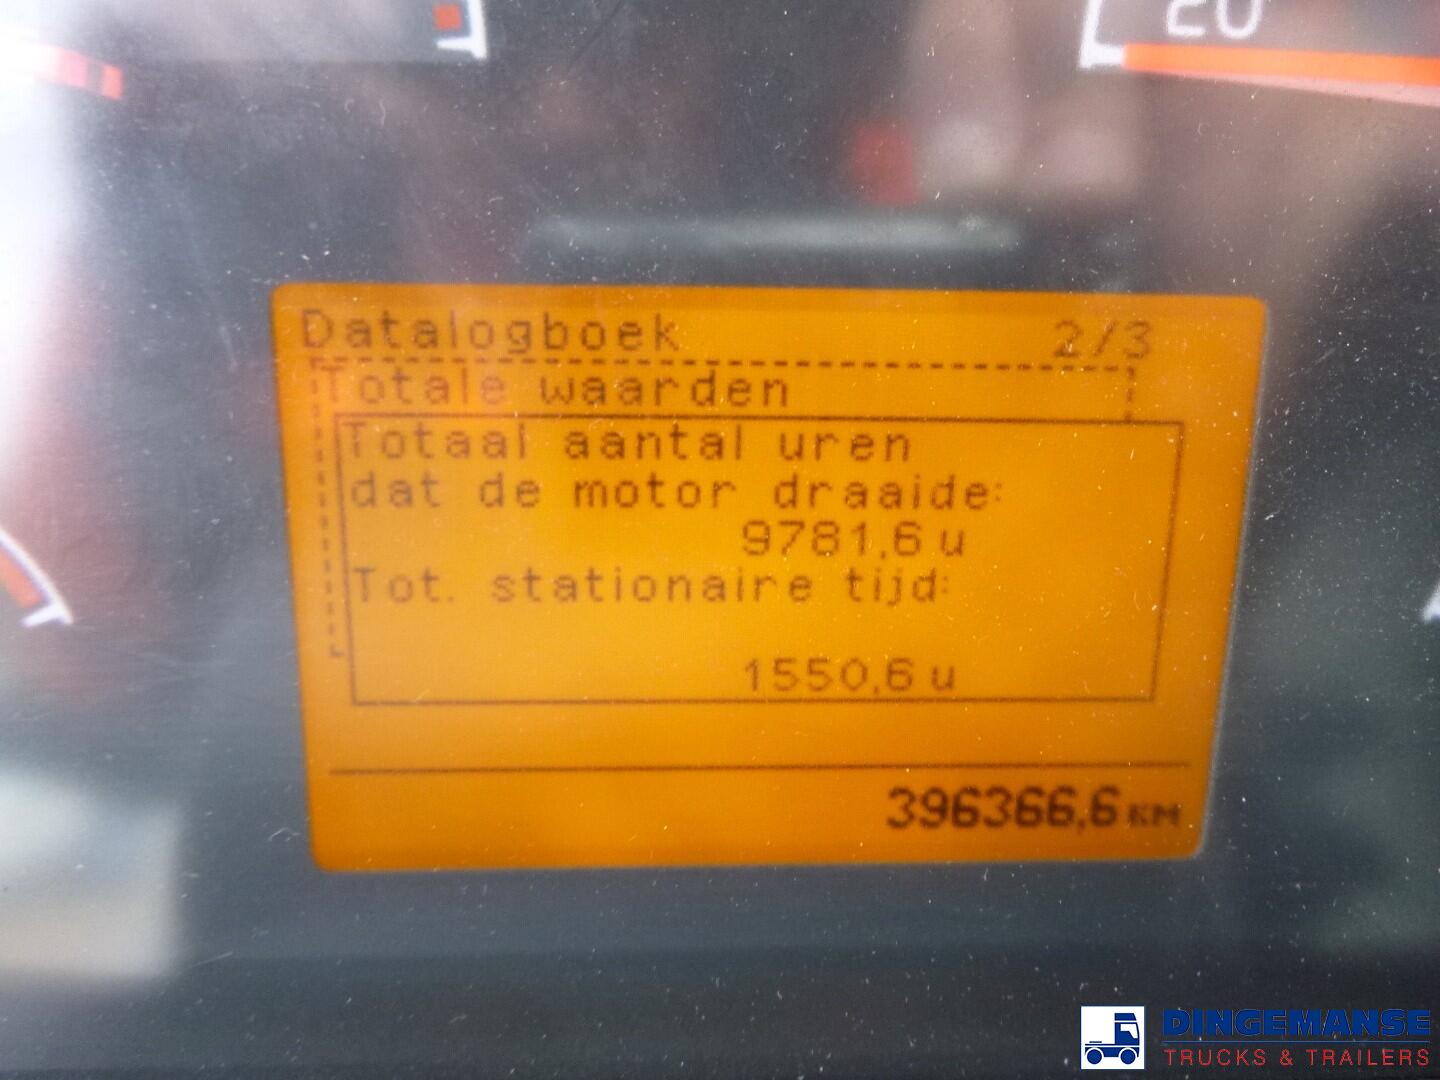 20
Datalogboek 2/3
Totale waarden
Totaal aantal uren
dat de motor draaide:
9781,6 u
Tot. stationaire tijd:
1550,6 u
396366,6 KM
DINGEMANSE
TRUCKS & TRAILERS